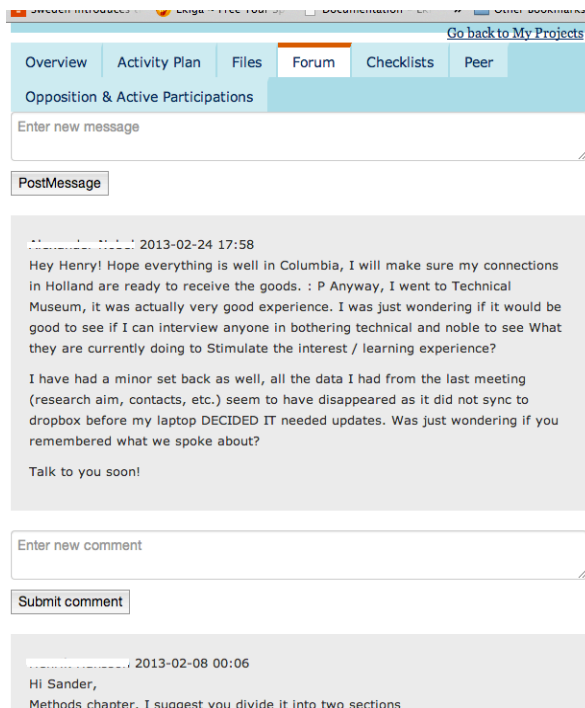 Go back to My Projects
Overview Activity Plan Files Forum Checklists Peer
Opposition & Active Participations
Enter new message
PostMessage
2013-02-24 17:58
Hey Henry! Hope everything is well in Columbia, I will make sure my connections
in Holland are ready to receive the goods. : P Anyway, I went to Technical
Museum, it was actually very good experience. I was just wondering if it would be
good to see if I can interview anyone in bothering technical and noble to see What
they are currently doing to Stimulate the interest / learning experience?
I have had a minor set back as well, all the data I had from the last meeting
(research aim, contacts, etc.) seem to have disappeared as it did not sync to
dropbox before my laptop DECIDED IT needed updates. Was just wondering if you
remembered what we spoke about?
Talk to you soon!
Enter new comment
Submit comment
2013-02-08 00:06
Hi Sander,
Methods chapter. I suggest you divide it into two sections